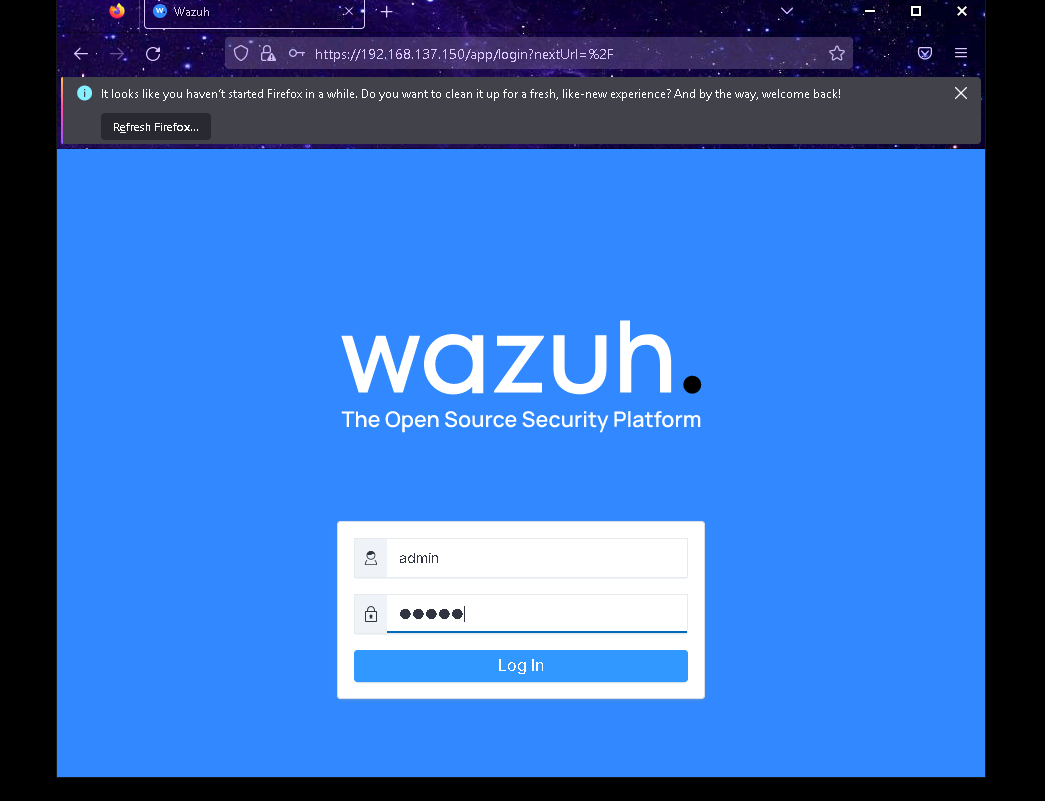 Wazuh
https://192.168.137.150/app/login?nextUrl=%2F
It looks like you haven't started Firefox in a while. Do you want to clean it up for a fresh, like-new experience? And by the way, welcome back!
Refresh Firefox...
wazuh.
The Open Source Security Platform
admin
Log In